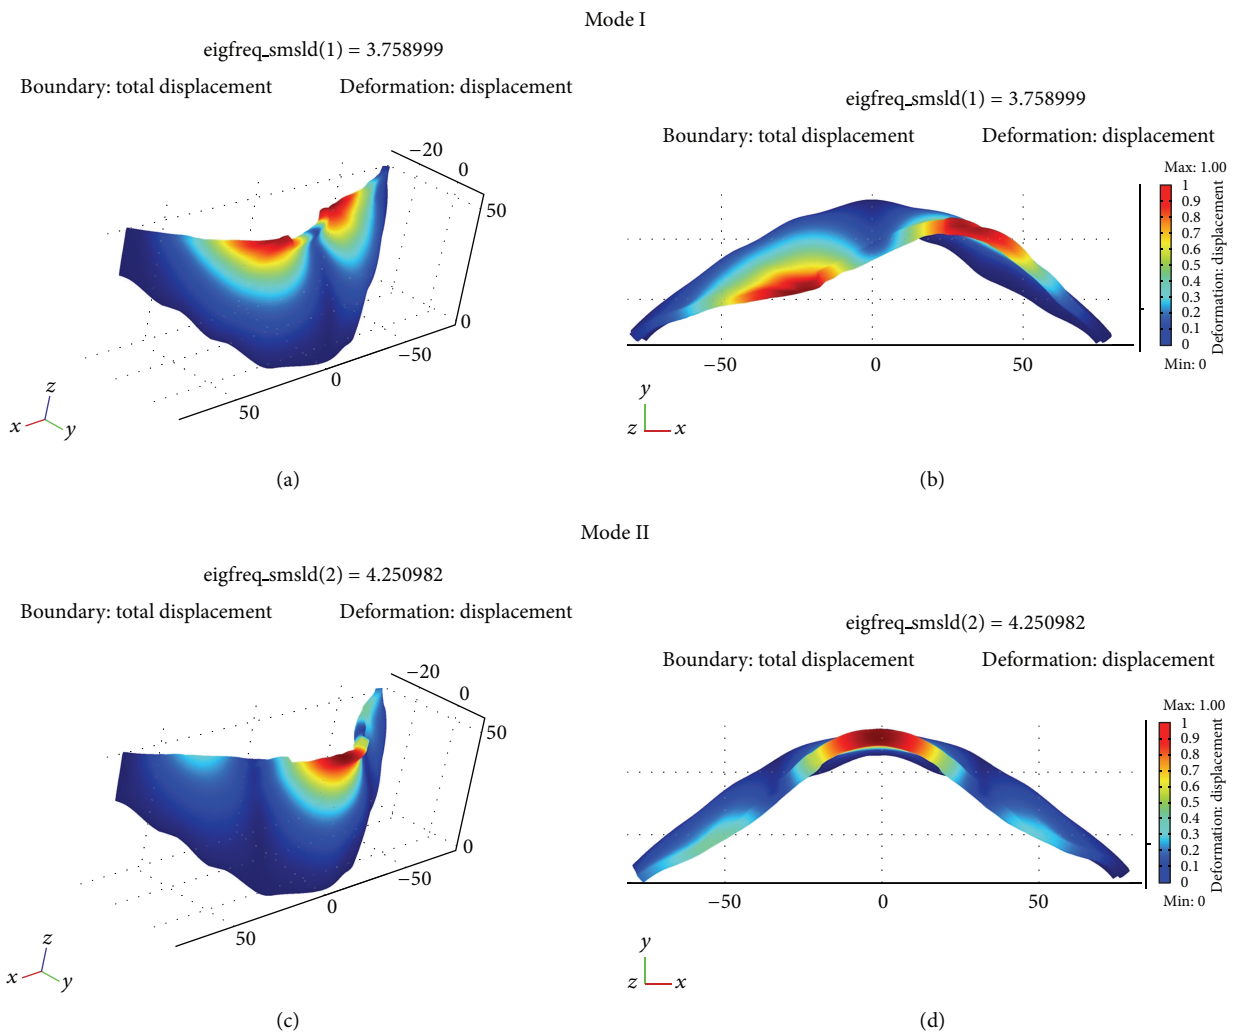 Mode I
eigfreq_smsld(1) = 3.758999
Boundary: total displacement Deformation: displacement
−20
0
50
0
−50
0
50
z
x
y
(a)
eigfreq_smsld(1) = 3.758999
Boundary: total displacement Deformation: displacement
Max: 1.00
1
0.9
0.8
0.7
0.6
0.5
0.4
0.3
0.2
0.1
0
Min: 0
Deformation: displacement
−50 0 50
y
z x
(b)
Mode II
eigfreq_smsld(2) = 4.250982
Boundary: total displacement Deformation: displacement
−20
0
50
0
−50
0
50
z
x
y
(c)
eigfreq_smsld(2) = 4.250982
Boundary: total displacement Deformation: displacement
Max: 1.00
1
0.9
0.8
0.7
0.6
0.5
0.4
0.3
0.2
0.1
0
Min: 0
Deformation: displacement
−50 0 50
y
z x
(d)